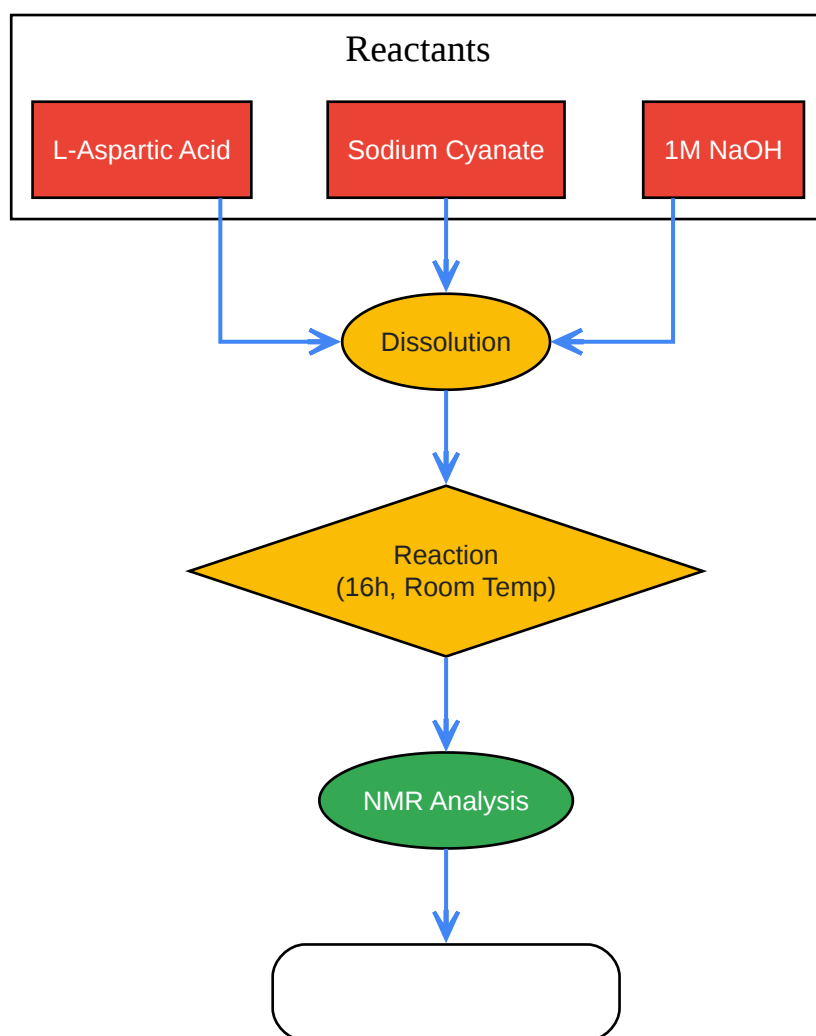 Reactants
L-Aspartic Acid
Sodium Cyanate
1M NaOH
Dissolution
Reaction
(16h, Room Temp)
NMR Analysis